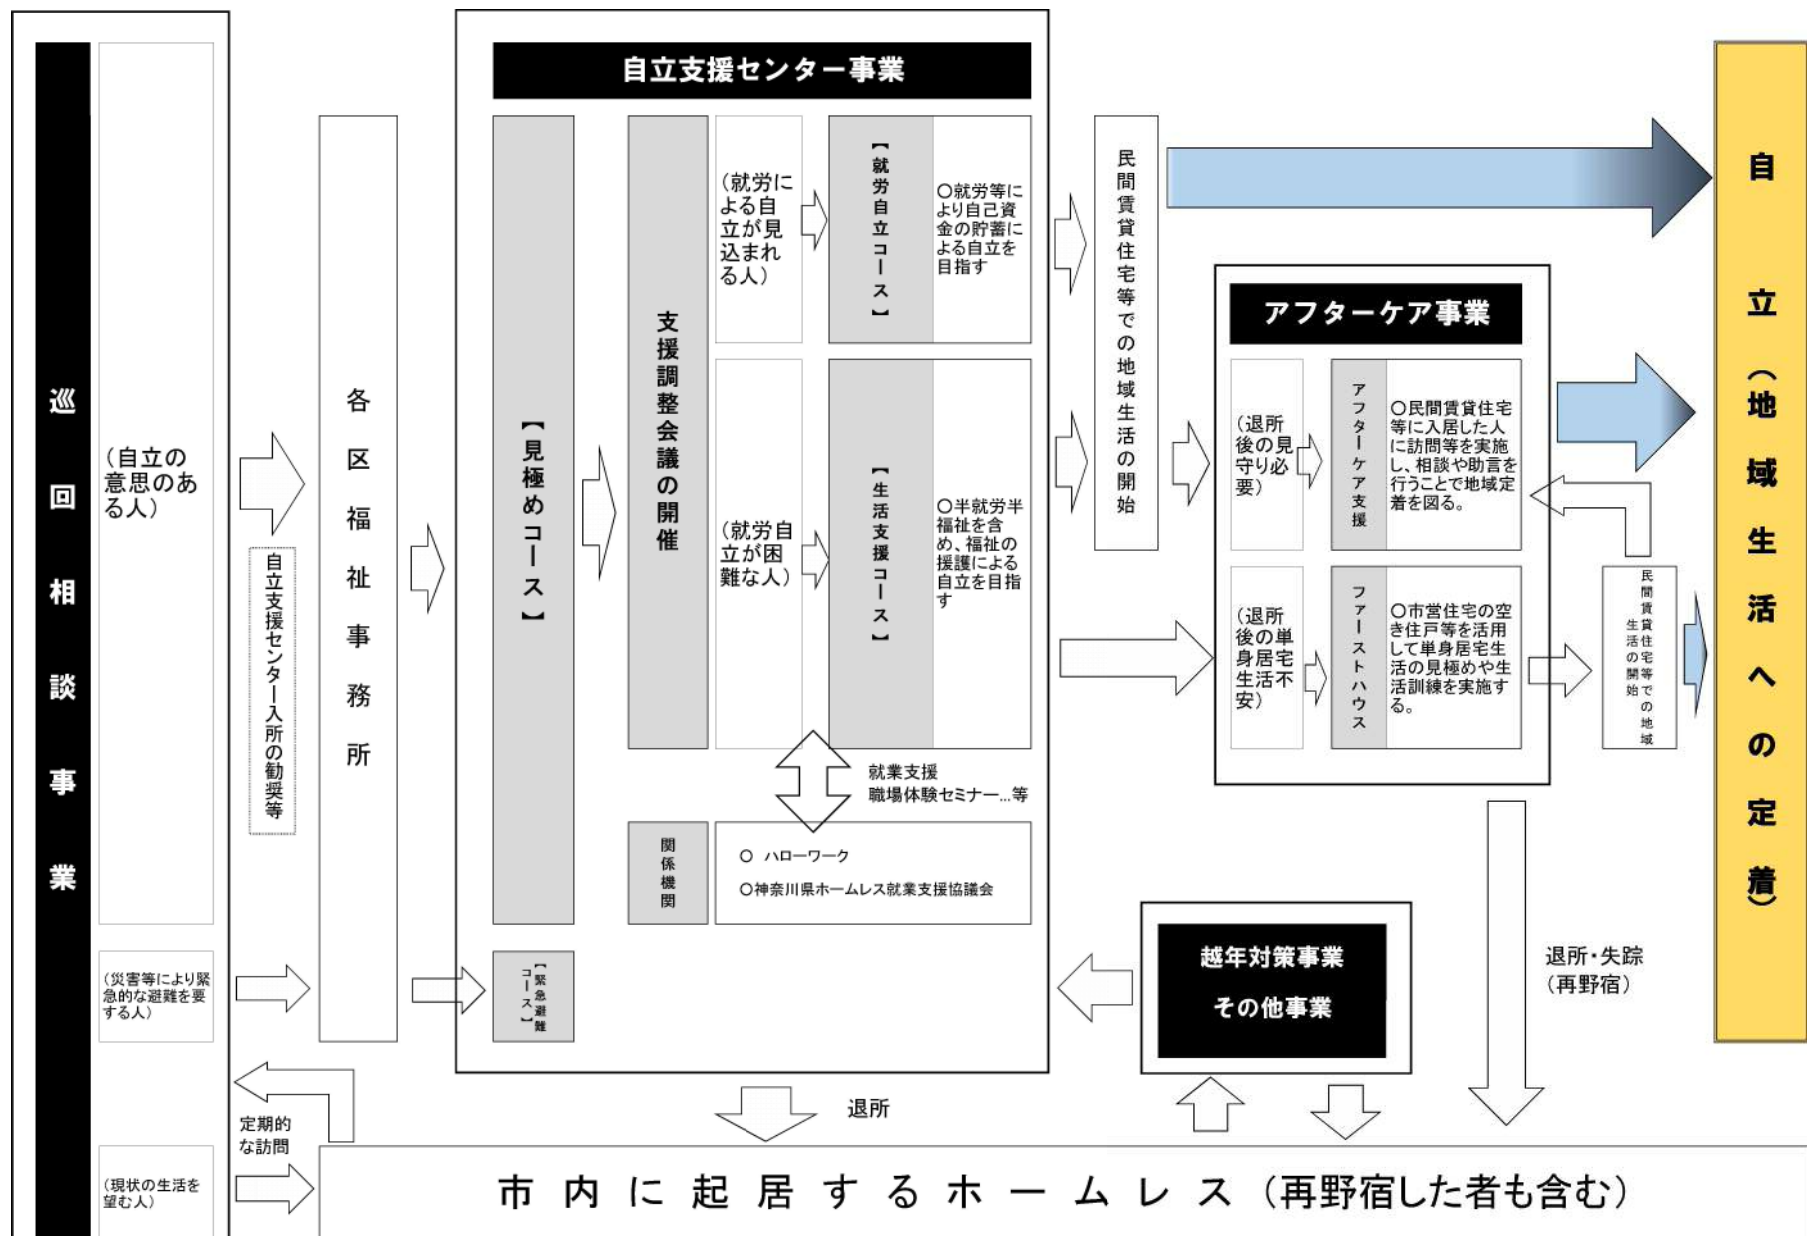 巡回相談事業
（自立の
意思のあ
る人）
自立支援センター入所の勧奨等
（災害等により緊
急的な避難を要
する人）
定期的
な訪問
（現状の生活を
望む人）
各区福祉事務所
自立支援センター事業
【見極めコース】
【緊急避難
コース】
支援調整会議の開催
（就労に
よる自
立が見
込まれ
る人）
【就労自立コース】
○就労等に
より自己資
金の貯蓄に
よる自立を
目指す
（就労自
立が困
難な人）
【生活支援コース】
○半就労半
福祉を含
め、福祉の
援護による
自立を目指
す
就業支援
職場体験セミナー…等
関係機関
○ ハローワーク
○神奈川県ホームレス就業支援協議会
民間賃貸住宅等での地域生活の開始
アフターケア事業
（退所
後の見
守り必
要）
アフターケア支援
○民間賃貸住宅
等に入居した人
に訪問等を実施
し、相談や助言を
行うことで地域定
着を図る。
（退所
後の単
身居宅
生活不
安）
ファーストハウス
○市営住宅の空
き住戸等を活用
して単身居宅生
活の見極めや生
活訓練を実施す
る。
民間賃貸住宅等での地域
生活の開始
自立（地域生活への定着）
越年対策事業
その他事業
退所・失踪
（再野宿）
退所
市内に起居するホームレス（再野宿した者も含む）